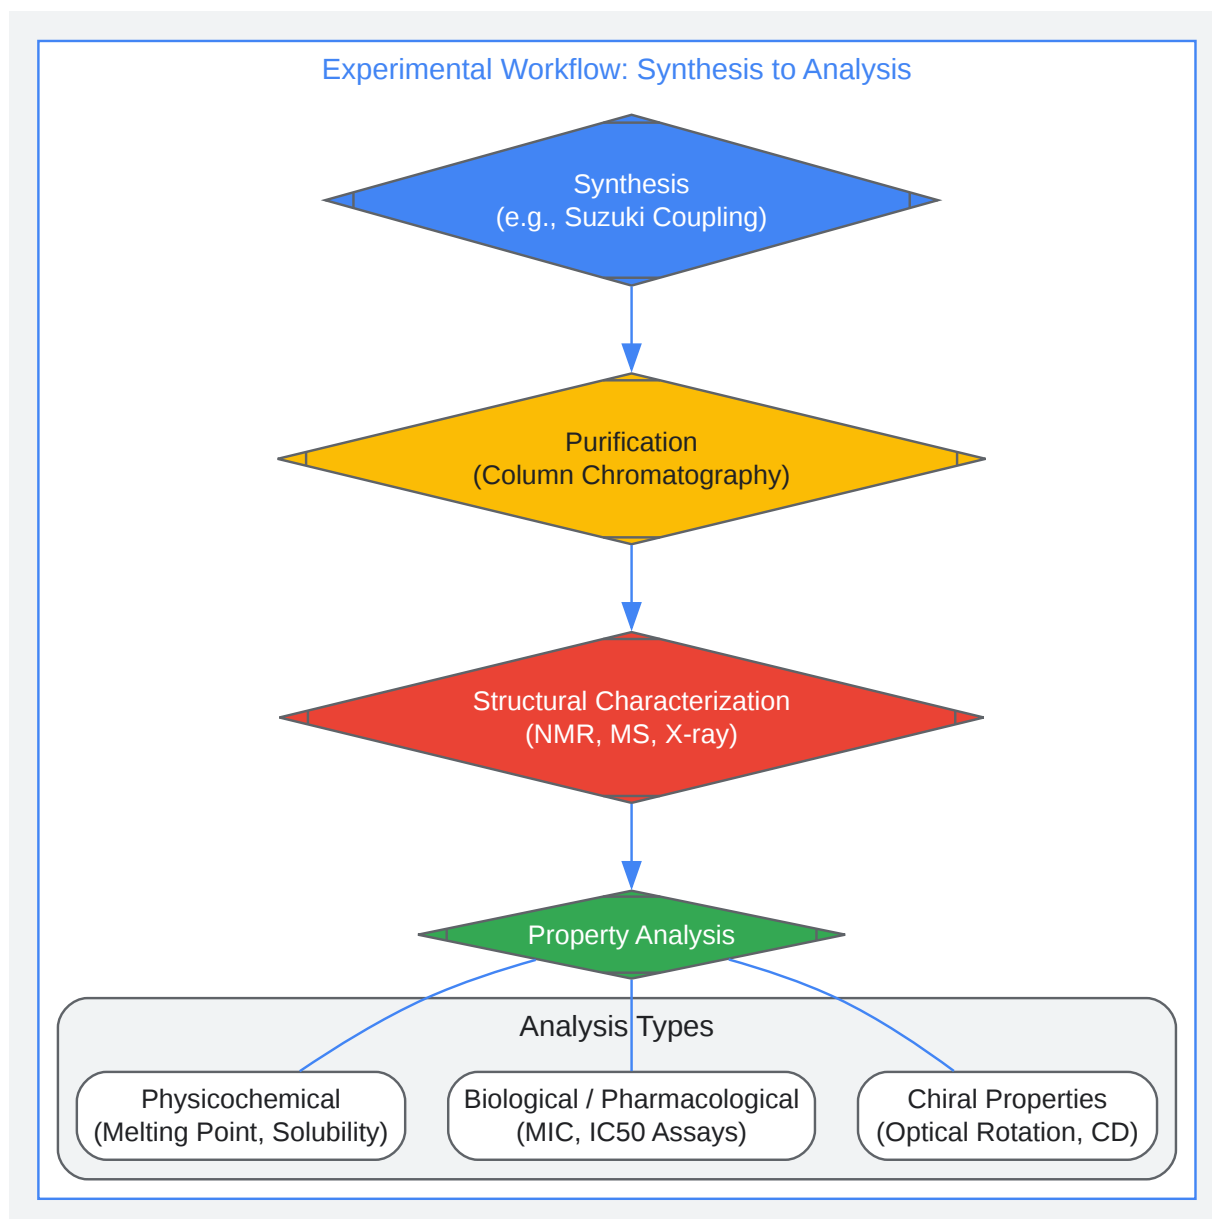 Experimental Workflow: Synthesis to Analysis
Synthesis
(e.g., Suzuki Coupling)
Purification
(Column Chromatography)
Structural Characterization
(NMR, MS, X-ray)
Property Analysis
Analysis Types
Physicochemical
(Melting Point, Solubility)
Biological / Pharmacological
(MIC, IC50 Assays)
Chiral Properties
(Optical Rotation, CD)